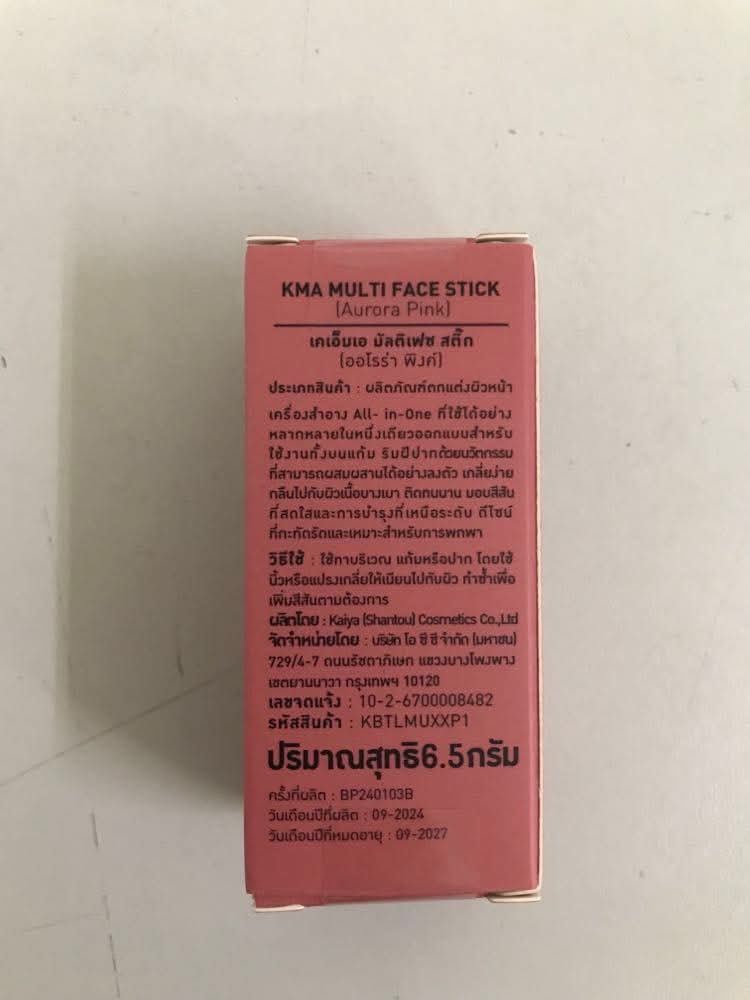 KMA MULTI FACE STICK
(Aurora Pink)
เคเอ็มเอ มัลติเฟซ สติ๊ก
(ออโรร่า พิงค์)
ประเภทสินค้า : ผลิตภัณฑ์ตกแต่งผิวหน้า
เครื่องสำอาง All- in-One ที่ใช้ได้อย่าง
หลากหลายในหนึ่งเดียวออกแบบสำหรับ
ใช้งานทั้งบนแก้ม ริมฝีปากด้วยนวัตกรรม
ที่สามารถผสมผสานได้อย่างลงตัว เกลี่ยง่าย
กลืนไปกับผิวเนื้อบางเบา ติดทนนาน มอบสีสัน
ที่สดใสและการบำรุงที่เหนือระดับ ดีไซน์
ที่กะทัดรัดและเหมาะสำหรับการพกพา
วิธีใช้ : ใช้ทาบริเวณ แก้มหรือปาก โดยใช้
นิ้วหรือแปรงเกลี่ยให้เนียนไปกับผิว ทำซ้ำเพื่อ
เพิ่มสีสันตามต้องการ
ผลิตโดย : Kaiya (Shantou) Cosmetics Co.,Ltd
จัดจำหน่ายโดย : บริษัท โอ ซี ซี จำกัด (มหาชน)
729/4-7 ถนนรัชดาภิเษก แขวงบางโพงพาง
เขตยานนาวา กรุงเทพฯ 10120
เลขจดแจ้ง : 10-2-6700008482
รหัสสินค้า : KBTLMUXXP1
ปริมาณสุทธิ6.5กรัม
ครั้งที่ผลิต : BP240103B
วันเดือนปีที่ผลิต : 09-2024
วันเดือนปีที่หมดอายุ : 09-2027